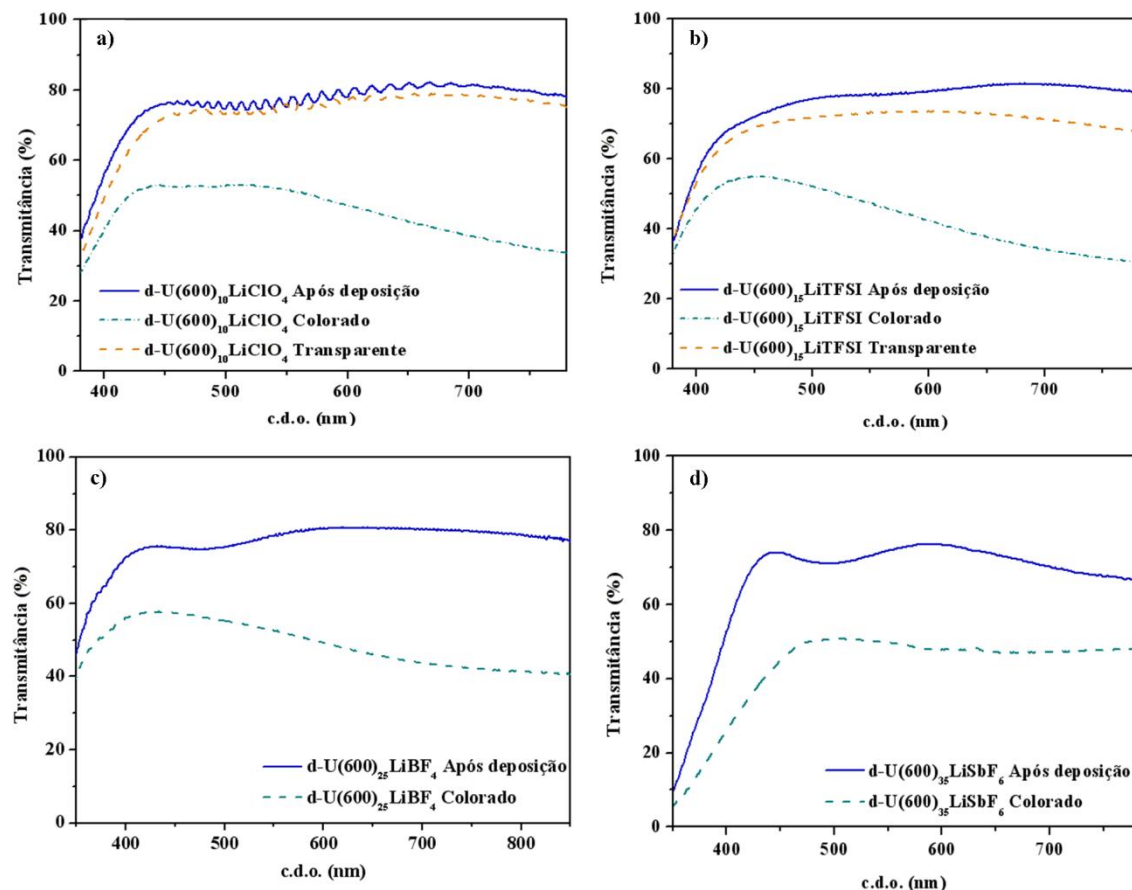 a)
100
80
60
40
20
0
Transmitância (%)
d-U(600)₁₀LiClO₄ Após deposição
d-U(600)₁₀LiClO₄ Colorado
d-U(600)₁₀LiClO₄ Transparente
400 500 600 700
c.d.o. (nm)
b)
100
80
60
40
20
0
Transmitância (%)
d-U(600)₁₅LiTFSI Após deposição
d-U(600)₁₅LiTFSI Colorado
d-U(600)₁₅LiTFSI Transparente
400 500 600 700
c.d.o. (nm)
c)
100
80
60
40
20
0
Transmitância (%)
d-U(600)₂₅LiBF₄ Após deposição
d-U(600)₂₅LiBF₄ Colorado
400 500 600 700 800
c.d.o. (nm)
d)
100
80
60
40
20
0
Transmitância (%)
d-U(600)₃₅LiSbF₆ Após deposição
d-U(600)₃₅LiSbF₆ Colorado
400 500 600 700
c.d.o. (nm)